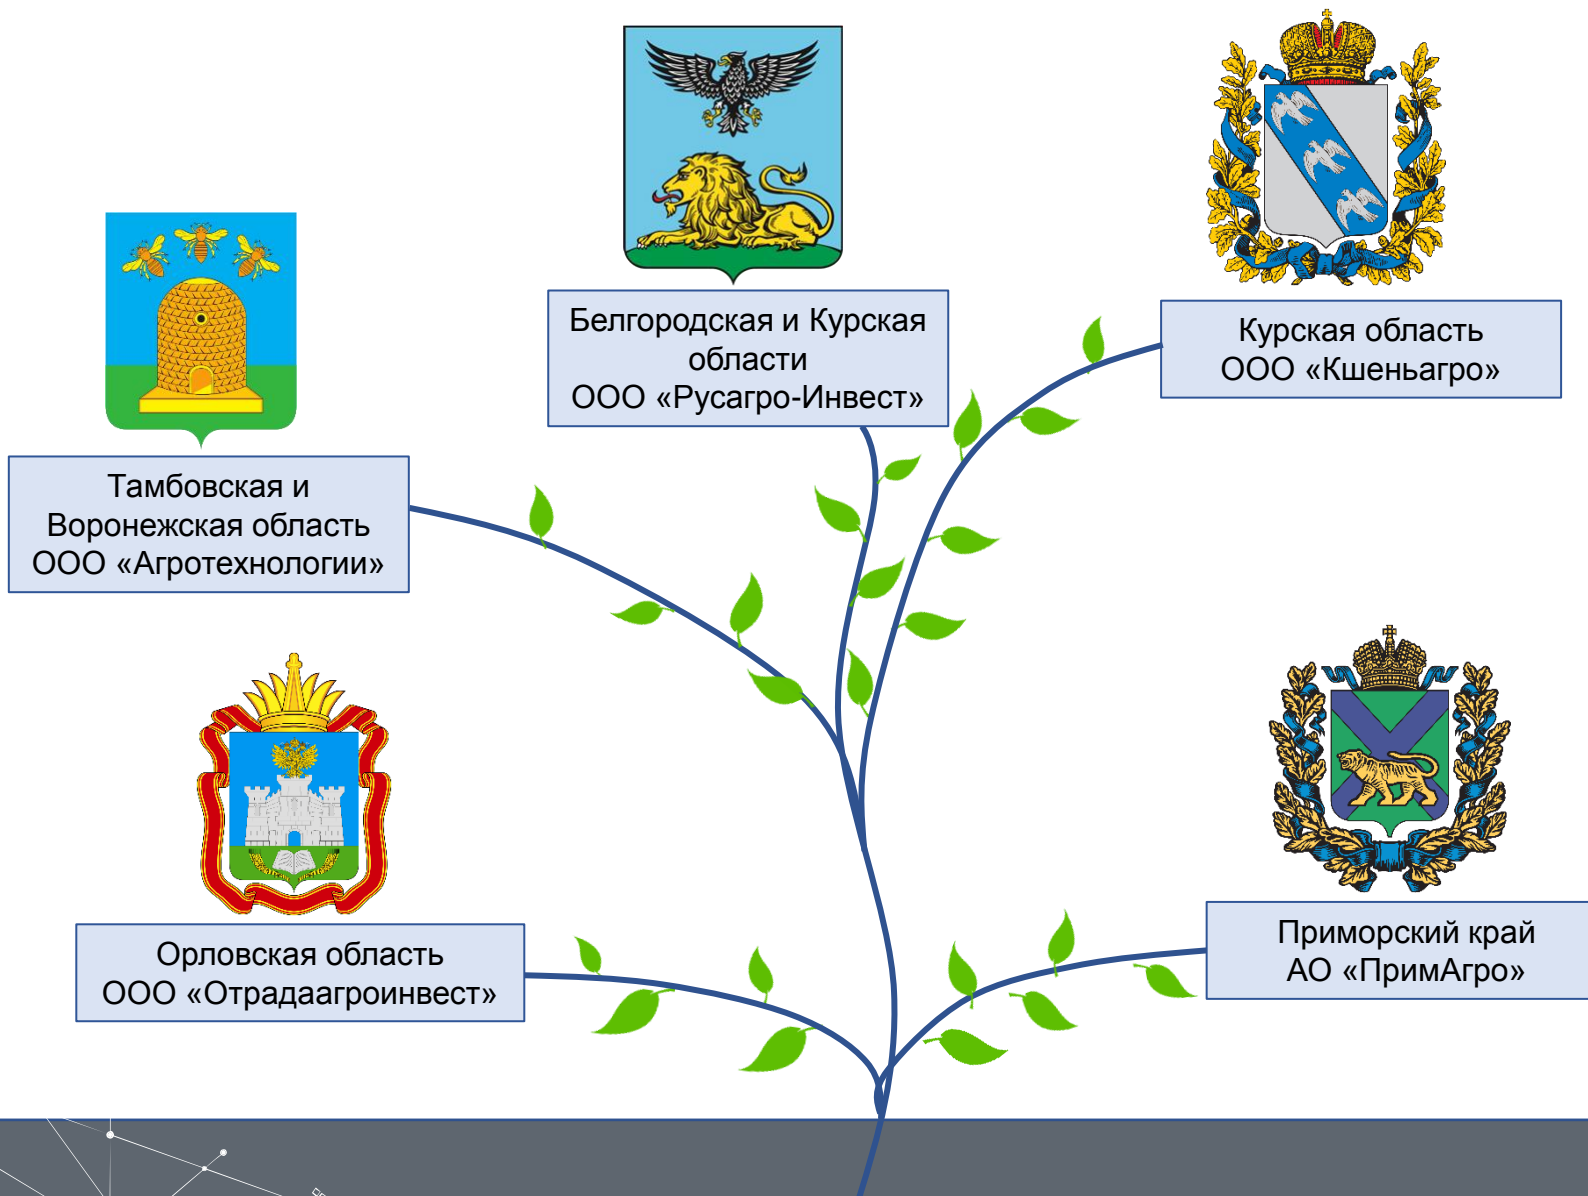 Белгородская и Курская
области
ООО «Русагро-Инвест»
Курская область
ООО «Кшеньагро»
Тамбовская и
Воронежская область
ООО «Агротехнологии»
Орловская область
ООО «Отрадаагроинвест»
Приморский край
АО «ПримАгро»